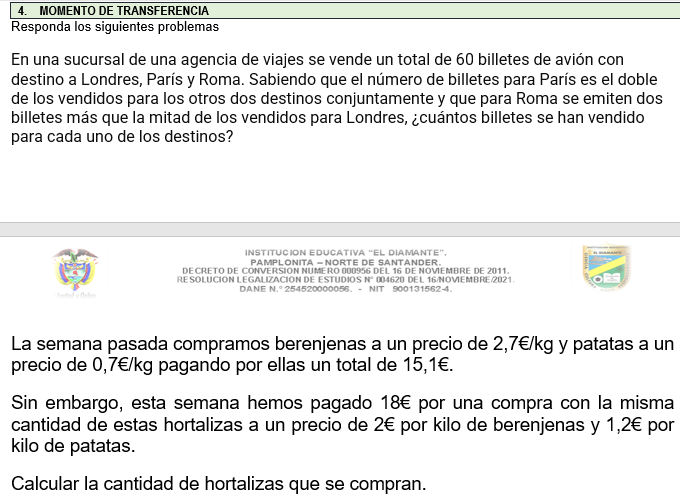 4. MOMENTO DE TRANSFERENCIA
Responda los siguientes problemas
En una sucursal de una agencia de viajes se vende un total de 60 billetes de avión con
destino a Londres, París y Roma. Sabiendo que el número de billetes para París es el doble
de los vendidos para los otros dos destinos conjuntamente y que para Roma se emiten dos
billetes más que la mitad de los vendidos para Londres, ¿cuántos billetes se han vendido
para cada uno de los destinos?
INSTITUCION EDUCATIVA "EL DIAMANTE".
PAMPLONITA – NORTE DE SANTANDER.
DECRETO DE CONVERSION NUMERO 000956 DEL 16 DE NOVIEMBRE DE 2011.
RESOLUCION LEGALIZACION DE ESTUDIOS N° 004620 DEL 16/NOVIEMBRE/2021.
DANE N.° 254520000056. - NIT 900131562-4.
La semana pasada compramos berenjenas a un precio de 2,7€/kg y patatas a un
precio de 0,7€/kg pagando por ellas un total de 15,1€.
Sin embargo, esta semana hemos pagado 18€ por una compra con la misma
cantidad de estas hortalizas a un precio de 2€ por kilo de berenjenas y 1,2€ por
kilo de patatas.
Calcular la cantidad de hortalizas que se compran.